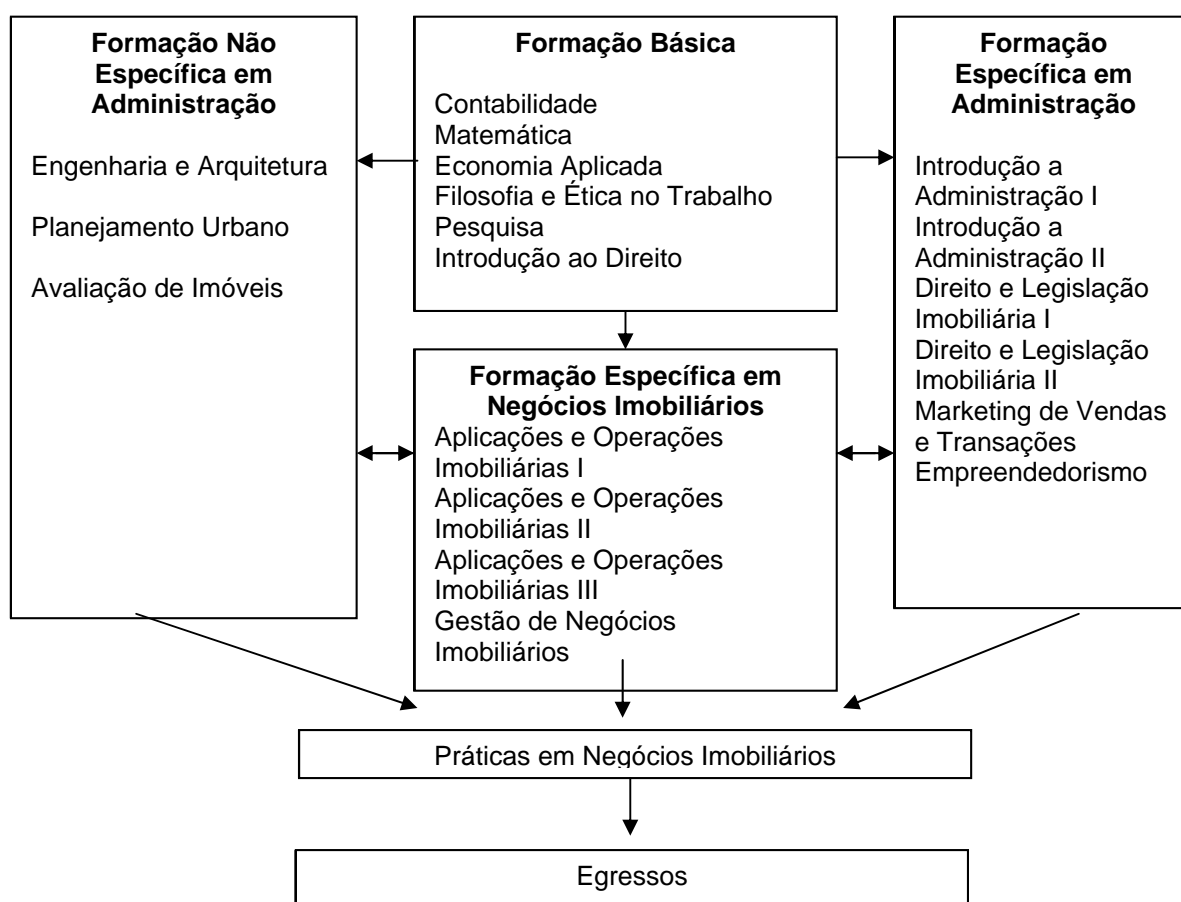 Formação Não
Específica em
Administração
Engenharia e Arquitetura
Planejamento Urbano
Avaliação de Imóveis
Formação Básica
Contabilidade
Matemática
Economia Aplicada
Filosofia e Ética no Trabalho
Pesquisa
Introdução ao Direito
Formação
Específica em
Administração
Introdução a
Administração I
Introdução a
Administração II
Direito e Legislação
Imobiliária I
Direito e Legislação
Imobiliária II
Marketing de Vendas
e Transações
Empreendedorismo
Formação Específica em
Negócios Imobiliários
Aplicações e Operações
Imobiliárias I
Aplicações e Operações
Imobiliárias II
Aplicações e Operações
Imobiliárias III
Gestão de Negócios
Imobiliários
Práticas em Negócios Imobiliários
Egressos